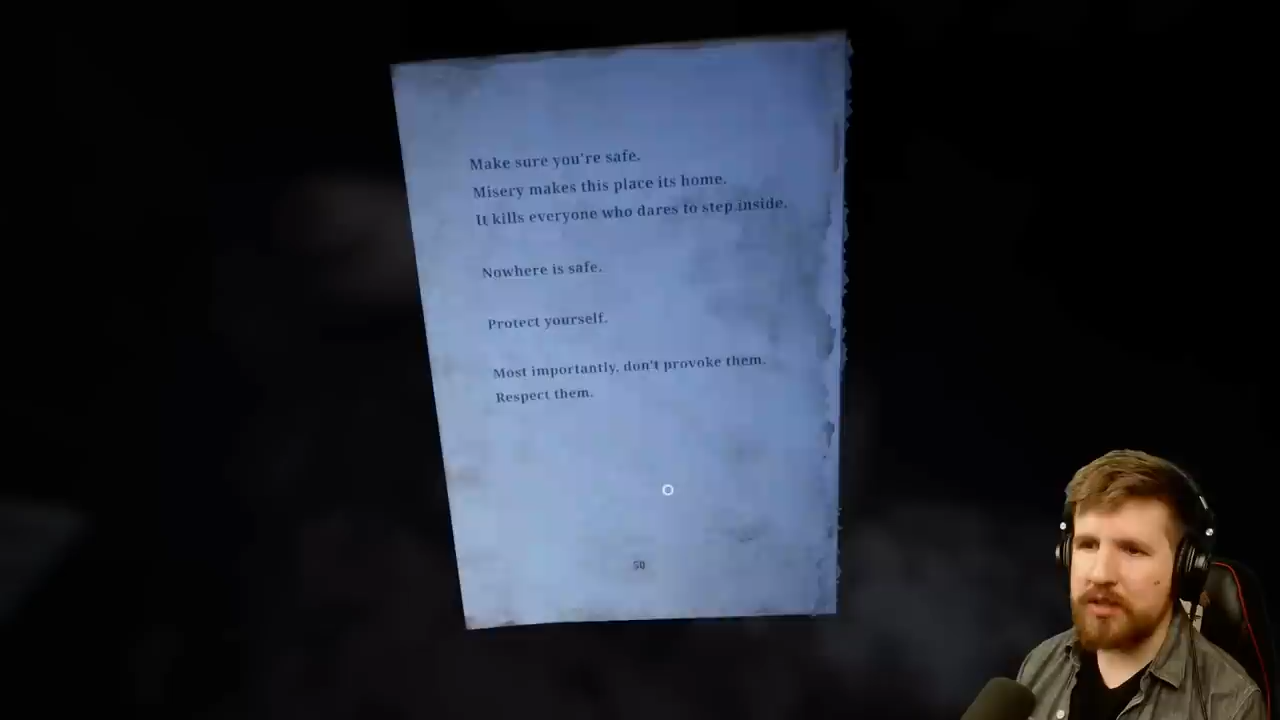 Make sure you're safe.
Misery makes this place its home.
It kills everyone who dares to step inside.
Nowhere is safe.
Protect yourself.
Most importantly, don't provoke them.
Respect them.
50